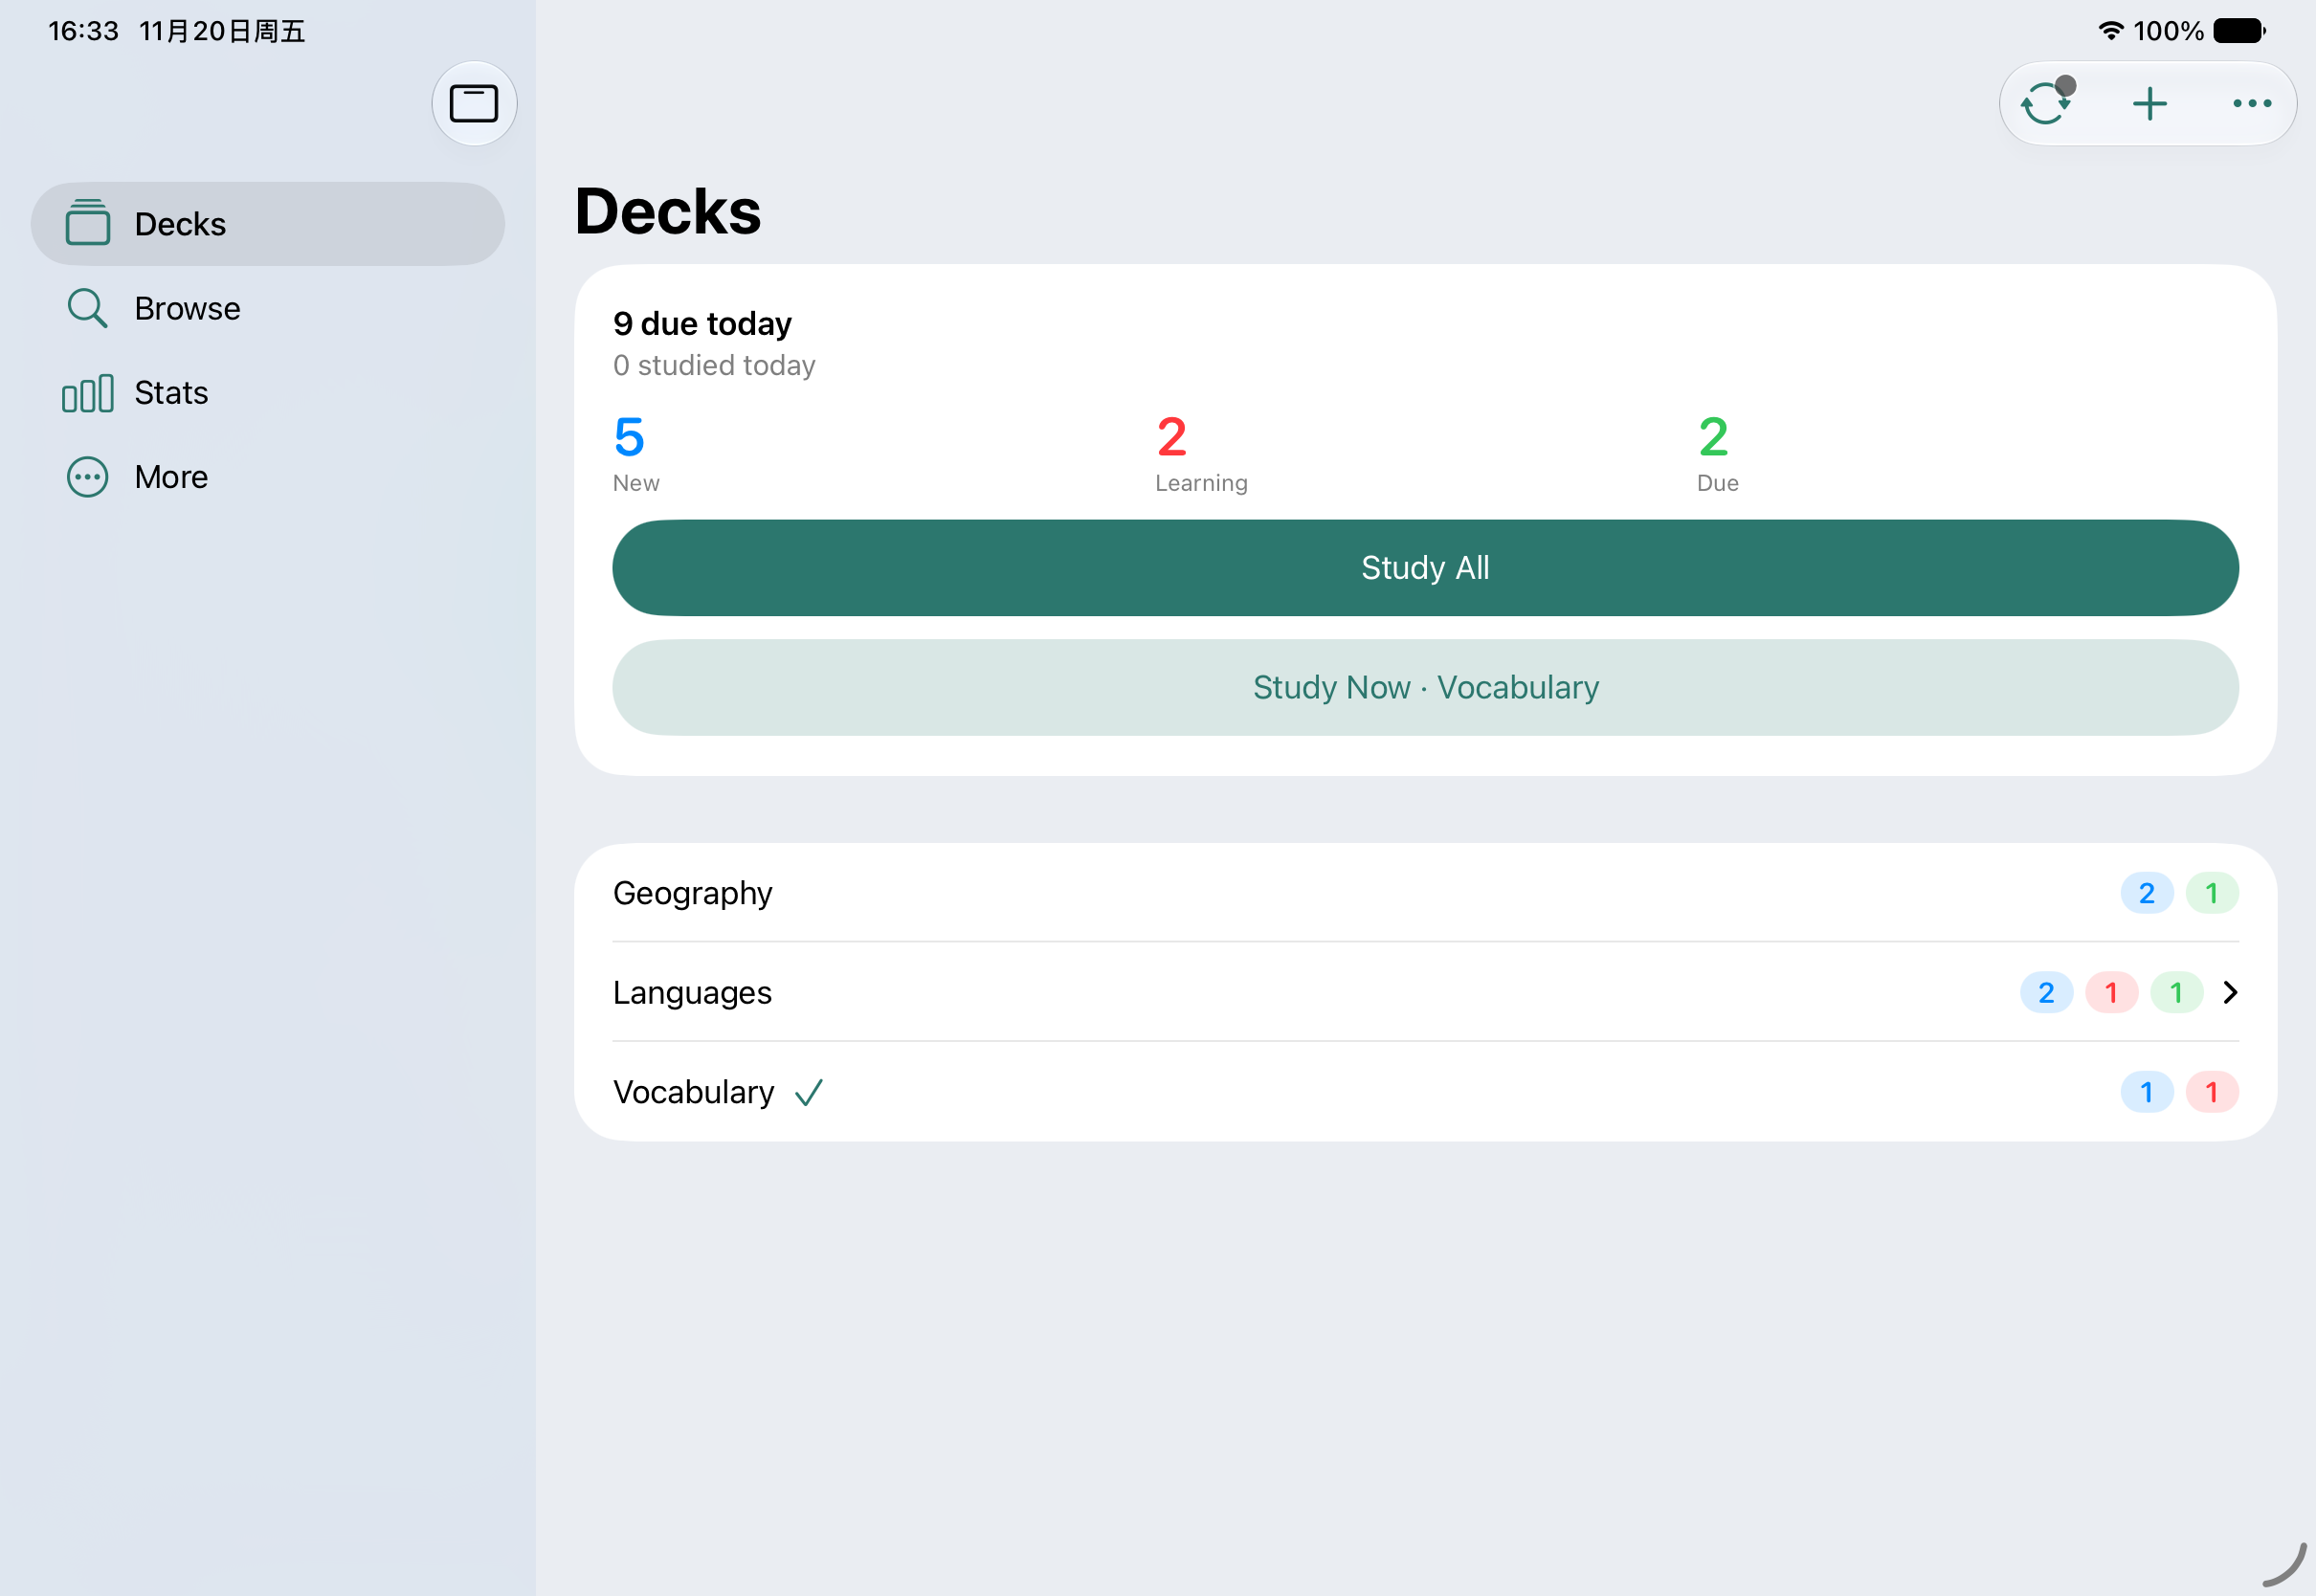 16:33 11月20日周五
100%
Decks
Browse
Stats
More
Decks
9 due today
0 studied today
5 2 2
New Learning Due
Study All
Study Now · Vocabulary
Geography 2 1
Languages 2 1 1
Vocabulary 1 1